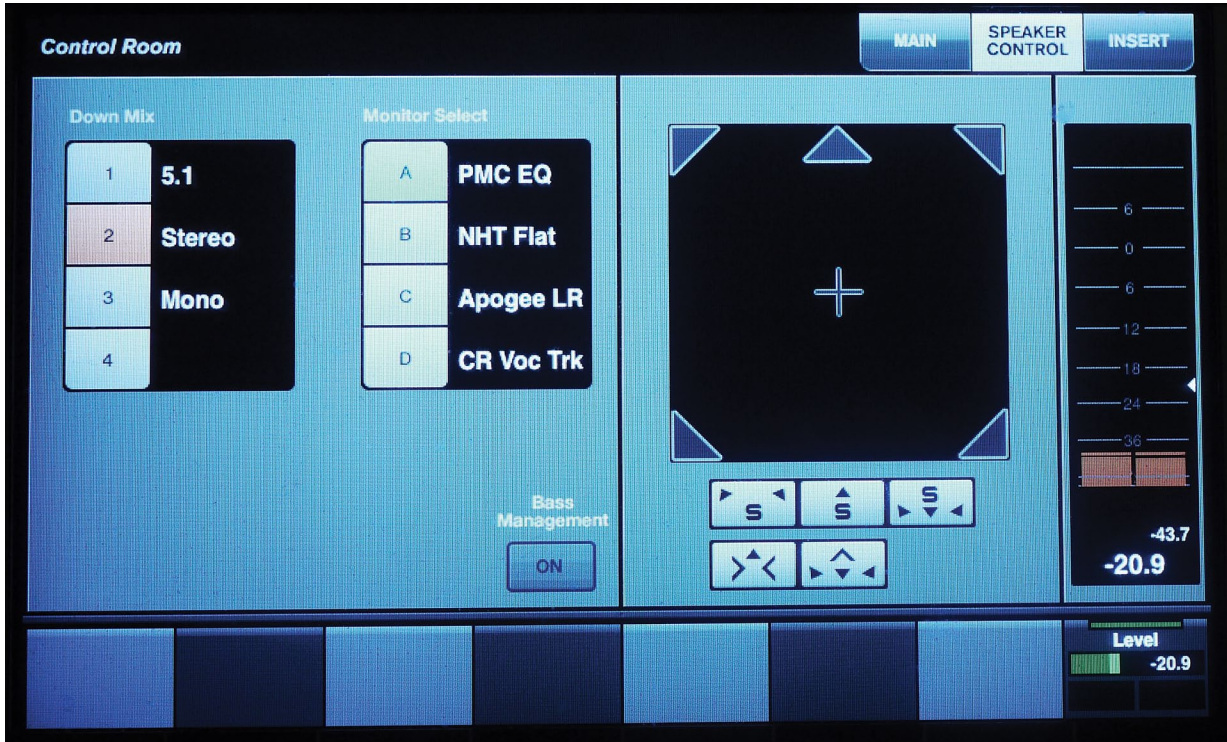 Control Room
MAIN
SPEAKER
CONTROL
INSERT
Down Mix
1 5.1
2 Stereo
3 Mono
4
Monitor Select
A PMC EQ
B NHT Flat
C Apogee LR
D CR Voc Trk
Bass
Management
ON
S
S
S
6
0
6
12
18
24
36
-43.7
-20.9
Level
-20.9